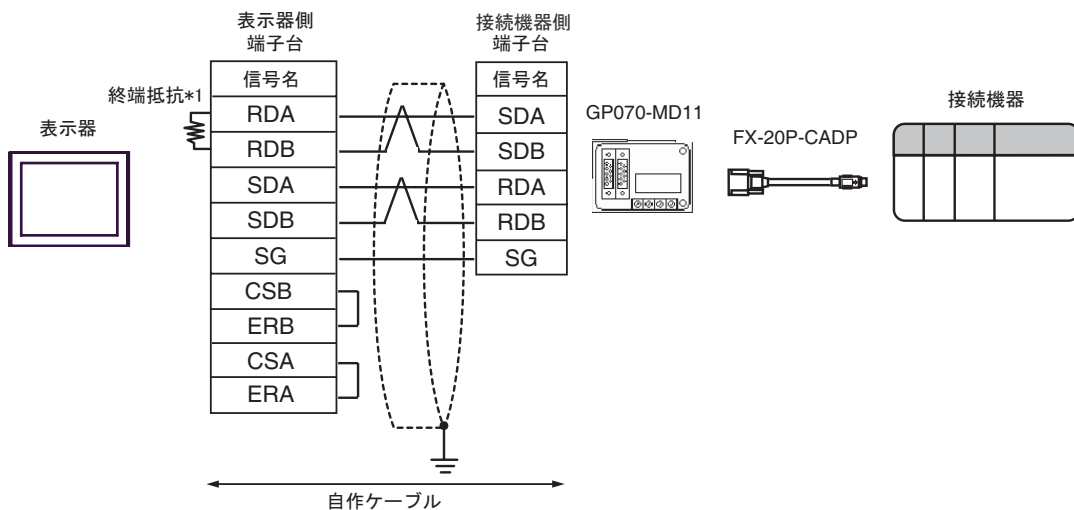 表示器側
端子台
接続機器側
端子台
信号名
信号名
終端抵抗*1
RDA
SDA
GP070-MD11
接続機器
表示器
RDB
SDB
FX-20P-CADP
SDA
RDA
SDB
RDB
SG
SG
CSB
ERB
CSA
ERA
自作ケーブル